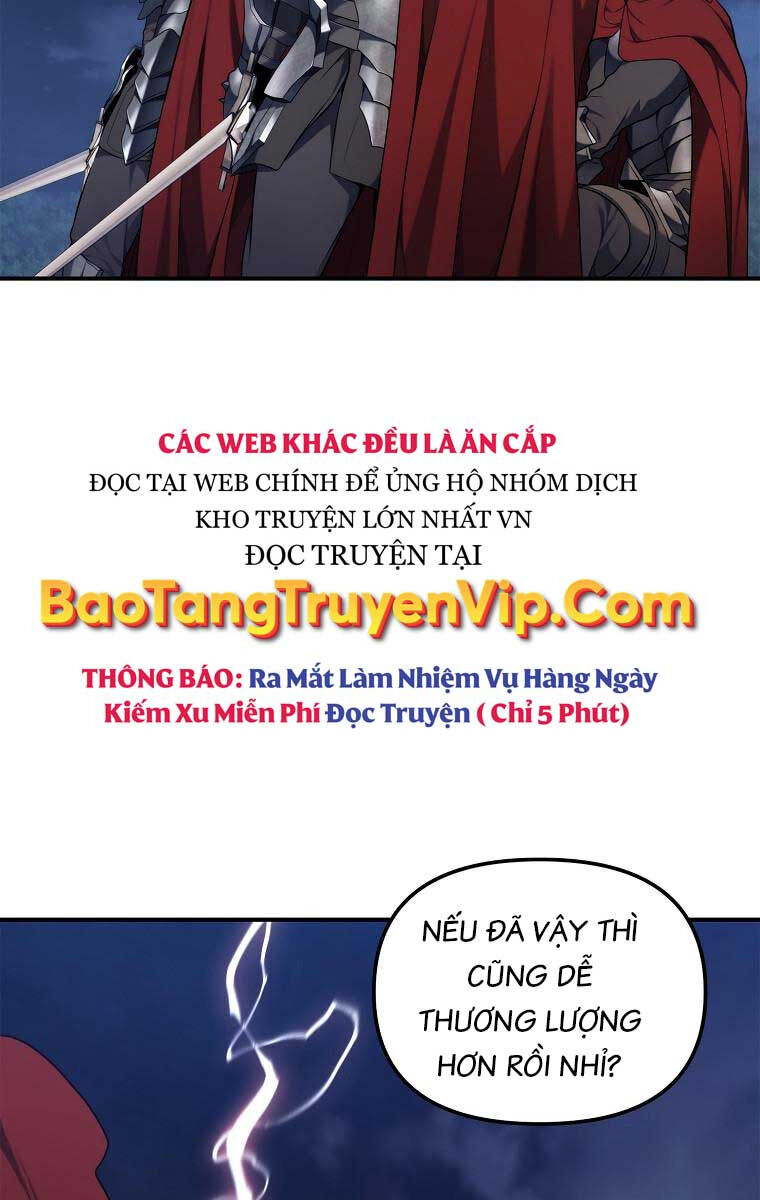 CÁC WEB KHÁC ĐỀU LÀ ĂN CẮP
ĐỌC TẠI WEB CHÍNH ĐỂ ỦNG HỘ NHÓM DỊCH
KHO TRUYỆN LỚN NHẤT VN
ĐỌC TRUYỆN TẠI
BaoTangTruyenVip.Com
THÔNG BÁO: Ra Mắt Làm Nhiệm Vụ Hàng Ngày
Kiếm Xu Miễn Phí Đọc Truyện ( Chỉ 5 Phút)
NẾU ĐÃ VẬY THÌ
CŨNG DỄ
THƯƠNG LƯỢNG
HƠN RỒI NHỈ?